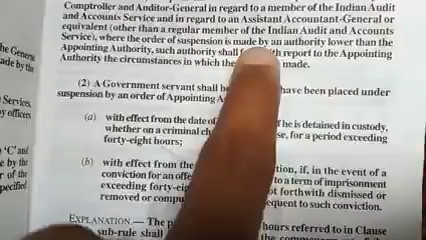 Comptroller and Auditor-General in regard to a member of the Indian Audit
and Accounts Service and in regard to an Assistant Accountant-General or
equivalent (other than a regular member of the Indian Audit and Accounts
Service), where the order of suspension is made by an authority lower than the
Appointing Authority, such authority shall report to the Appointing
Authority the circumstances in which the made.
(2) A Government servant shall be have been placed under
suspension by an order of Appointing
(a) with effect from the date of he is detained in custody,
whether on a criminal for a period exceeding
forty-eight hours;
(b) with effect from the if, in the event of a
conviction for an to a term of imprisonment
exceeding forthwith dismissed or
removed or to such conviction.
EXPLANATION.— The hours referred to in Clause
sub-rule shall
the General
ade by the
Services,
by officers
'C' and
e by the
r of the
pecified